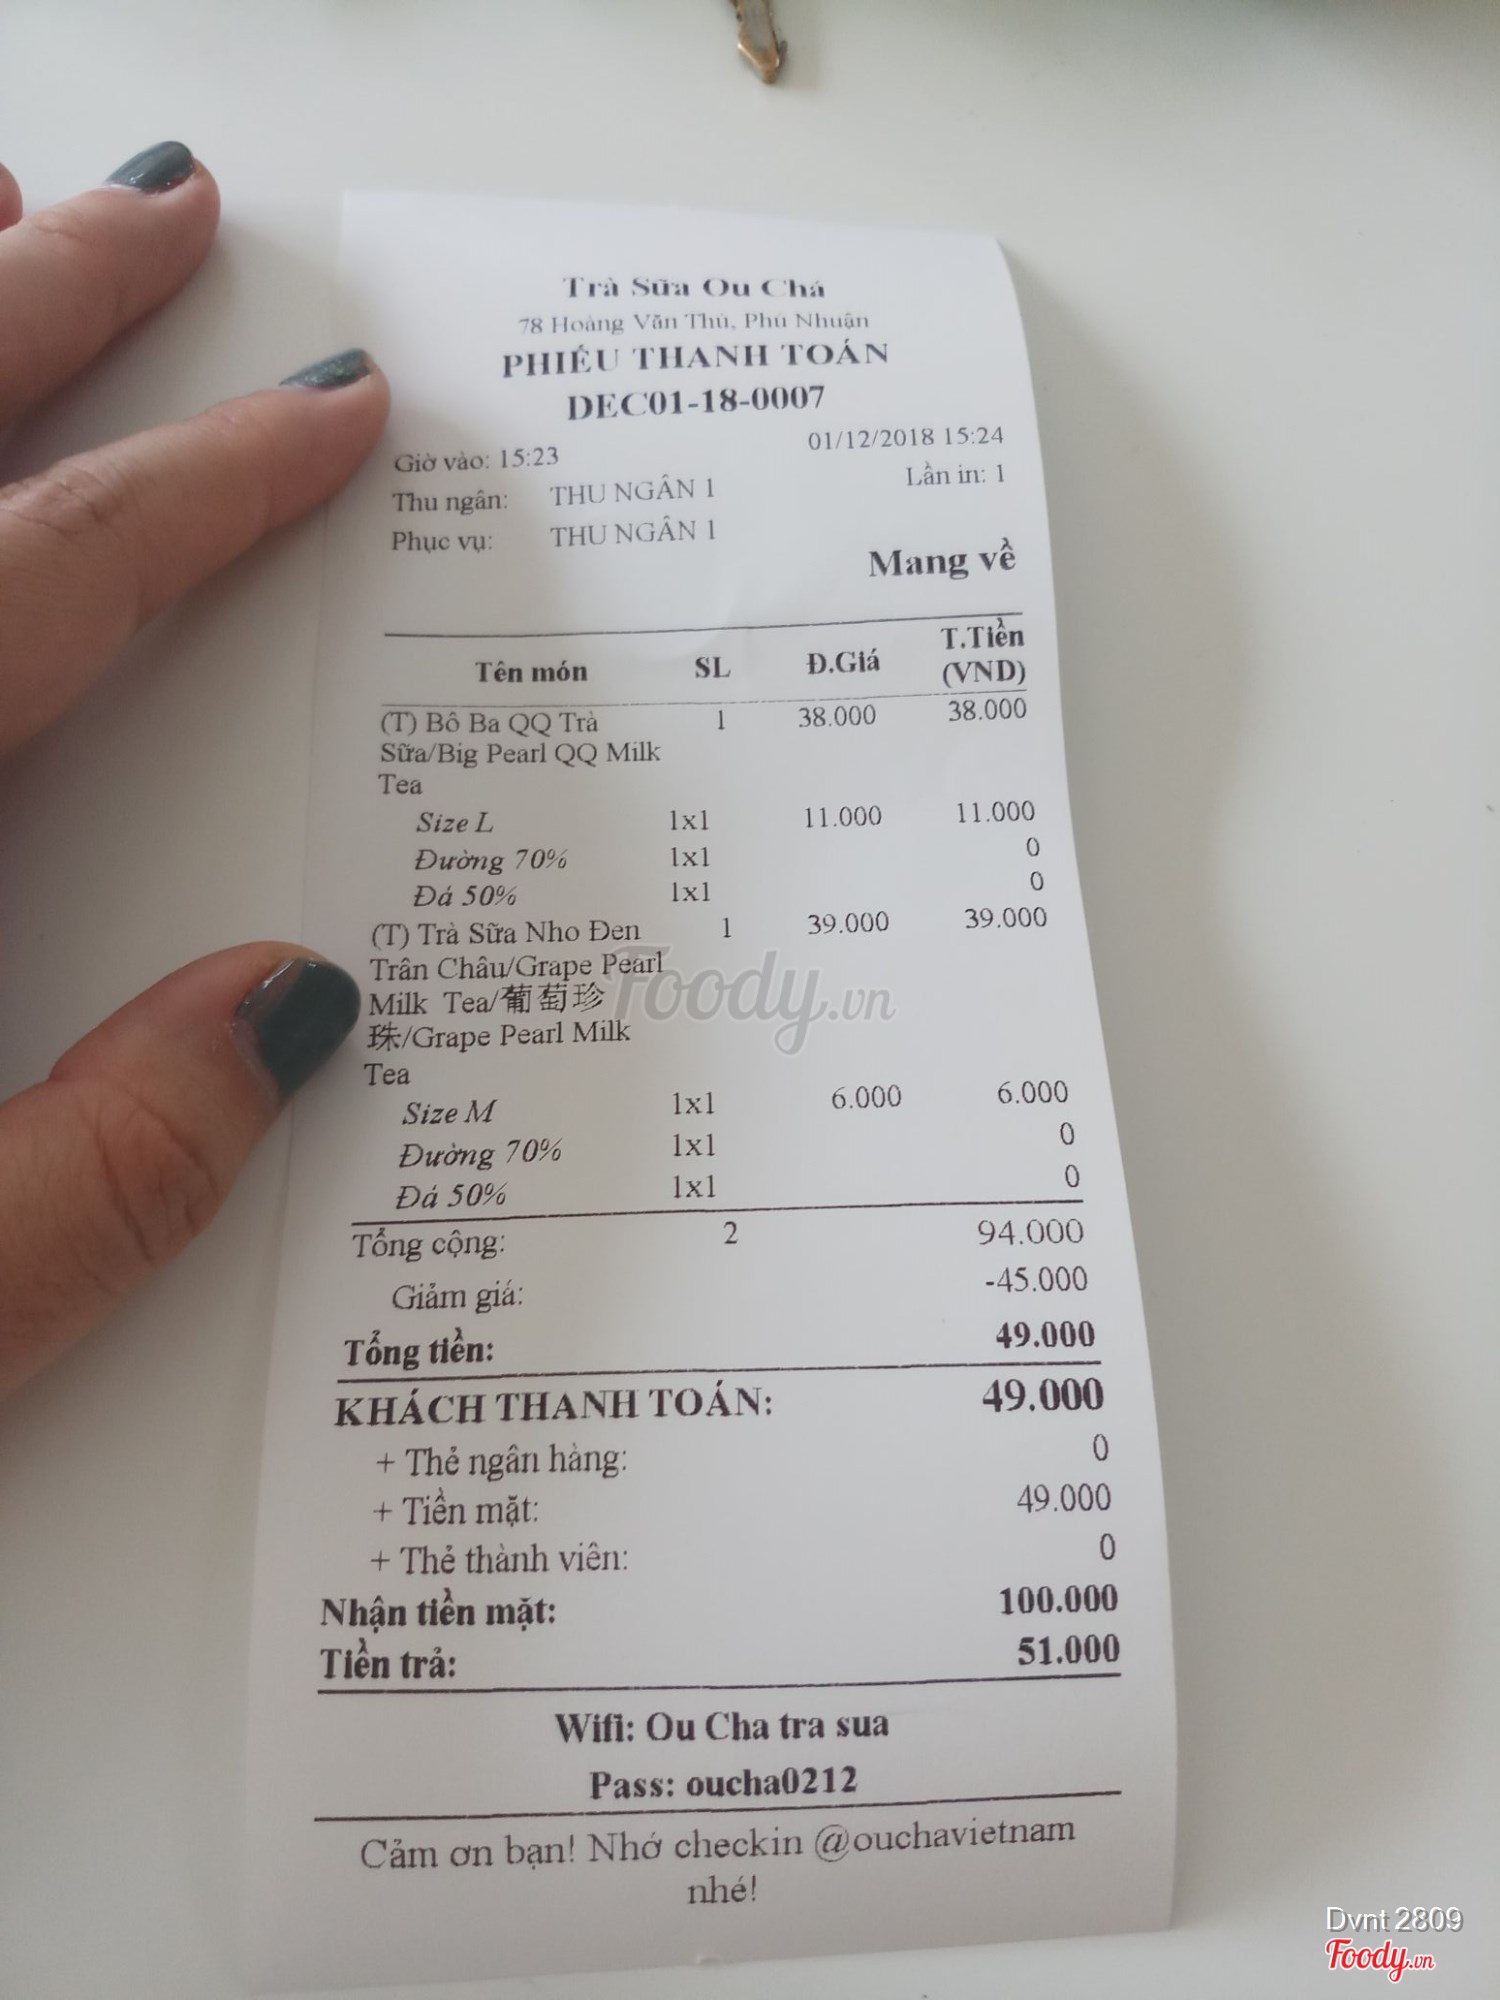 Trà Sữa Ou Chá
78 Hoàng Văn Thụ, Phú Nhuận
PHIẾU THANH TOÁN
DEC01-18-0007
01/12/2018 15:24
Giờ vào: 15:23
Lần in: 1
Thu ngân: THU NGÂN 1
Phục vụ: THU NGÂN 1
Mang về
Tên món SL Đ.Giá T.Tiền (VND)
(T) Bô Ba QQ Trà 1 38.000 38.000
Sữa/Big Pearl QQ Milk
Tea
Size L 1x1 11.000 11.000
Đường 70% 1x1 0
Đá 50% 1x1 0
(T) Trà Sữa Nho Đen 1 39.000 39.000
Trân Châu/Grape Pearl
Milk Tea/葡萄珍
珠/Grape Pearl Milk
Tea
Size M 1x1 6.000 6.000
Đường 70% 1x1 0
Đá 50% 1x1 0
Tổng cộng: 2 94.000
Giảm giá: -45.000
Tổng tiền: 49.000
KHÁCH THANH TOÁN: 49.000
+ Thẻ ngân hàng: 0
+ Tiền mặt: 49.000
+ Thẻ thành viên: 0
Nhận tiền mặt: 100.000
Tiền trả: 51.000
Wifi: Ou Cha tra sua
Pass: oucha0212
Cảm ơn bạn! Nhớ checkin @ouchavietnam
nhé!
Foody.vn
Dvnt 2809
Foody.vn